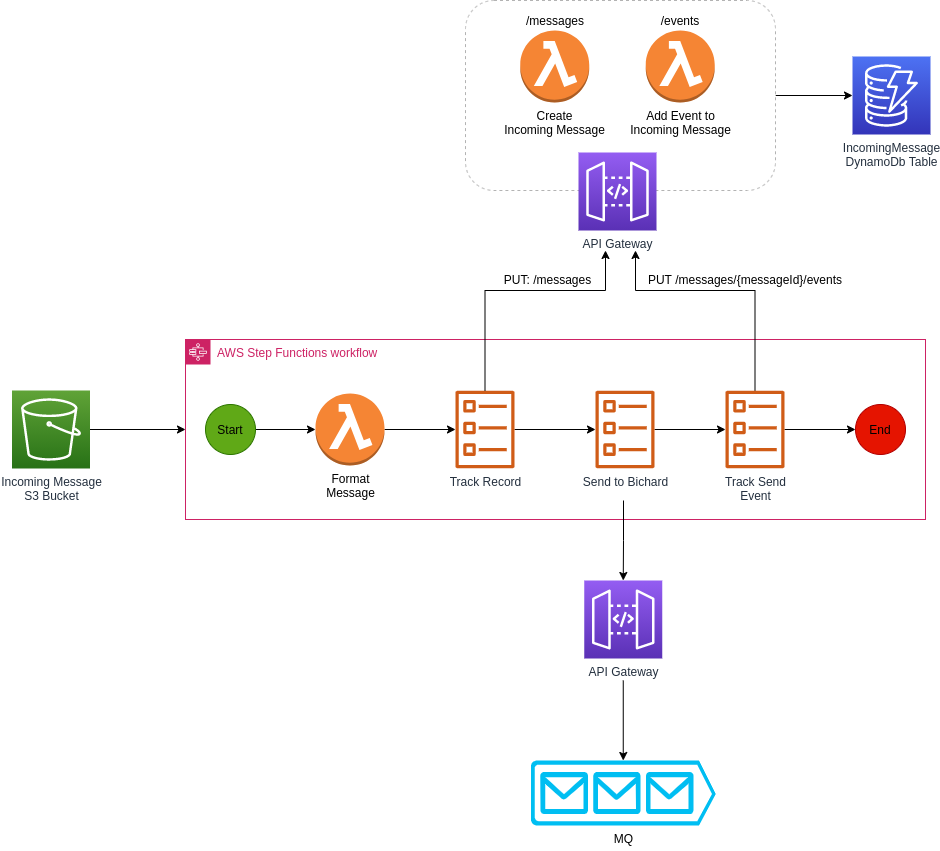 /messages
/events
Create
Incoming Message
Add Event to
Incoming Message
IncomingMessage
DynamoDb Table
API Gateway
PUT: /messages
PUT /messages/{messageId}/events
AWS Step Functions workflow
Incoming Message
S3 Bucket
Start
Format
Message
Track Record
Send to Bichard
Track Send
Event
End
API Gateway
MQ